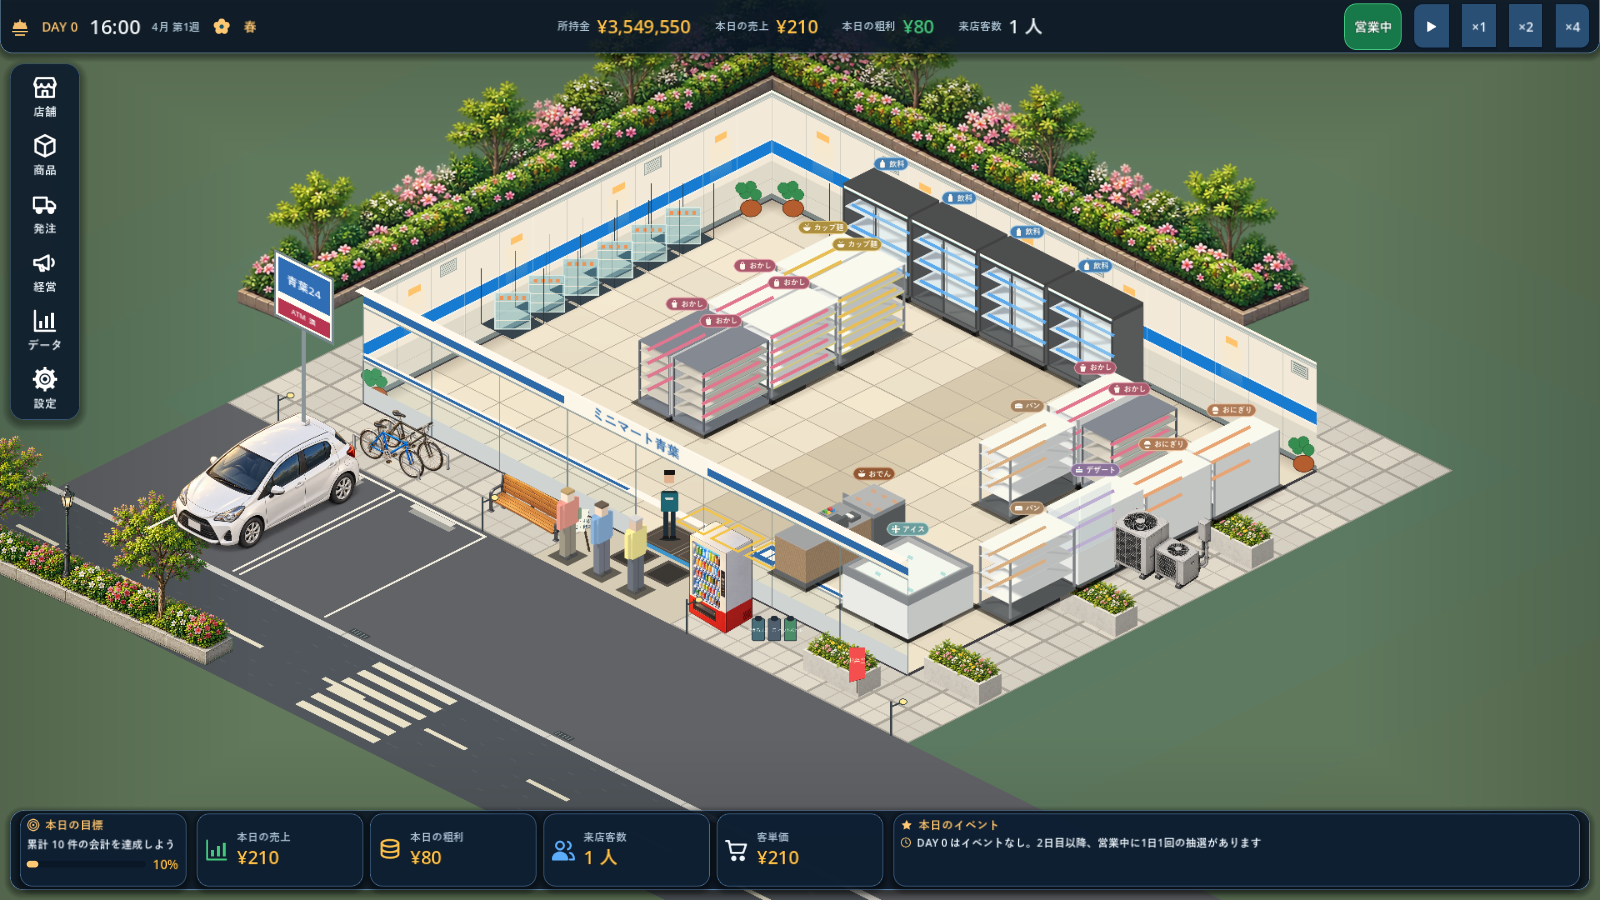 DAY 0 16:00 4月 第1週 春
所持金 ¥3,549,550 本日の売上 ¥210 本日の粗利 ¥80 来店客数 1 人
営業中 ×1 ×2 ×4
店舗
商品
発注
経営
データ
設定
飲料
飲料
飲料
飲料
カップ麺
カップ麺
おかし
おかし
おかし
おかし
青葉24
ATM
ミニマート青葉
おかし
おかし
パン
おにぎり
おにぎり
デザート
おでん
パン
アイス
本日の目標
累計 10 件の会計を達成しよう
10%
本日の売上
¥210
本日の粗利
¥80
来店客数
1 人
客単価
¥210
本日のイベント
DAY 0 はイベントなし。2日目以降、営業中に1日1回の抽選があります